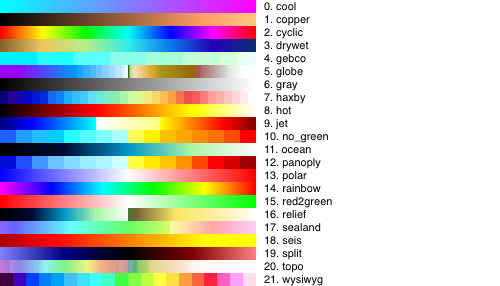 0. cool
1. copper
2. cyclic
3. drywet
4. gebco
5. globe
6. gray
7. haxby
8. hot
9. jet
10. no_green
11. ocean
12. panoply
13. polar
14. rainbow
15. red2green
16. relief
17. sealand
18. seis
19. split
20. topo
21. wysiwyg